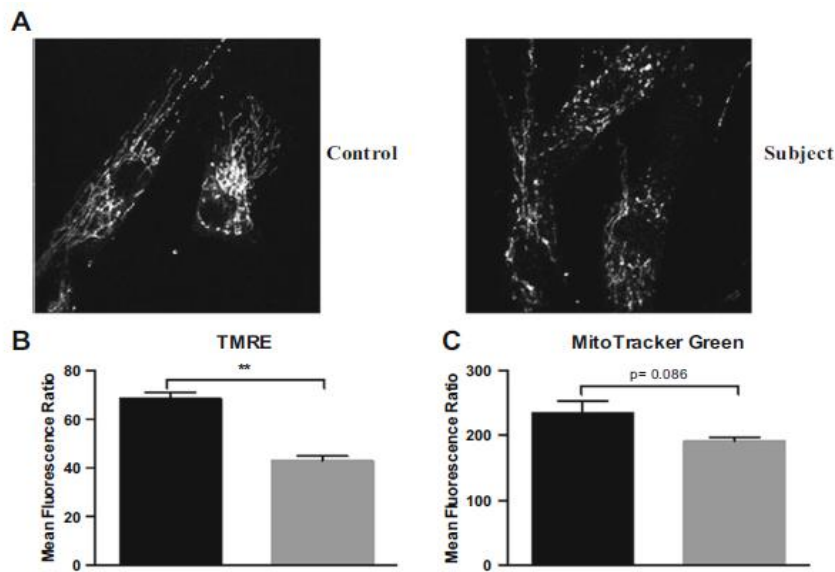 A
Control
Subject
B
TMRE
Mean Fluorescence Ratio
80
60
40
20
0
**
C
MitoTracker Green
Mean Fluorescence Ratio
300
200
100
0
p= 0.086